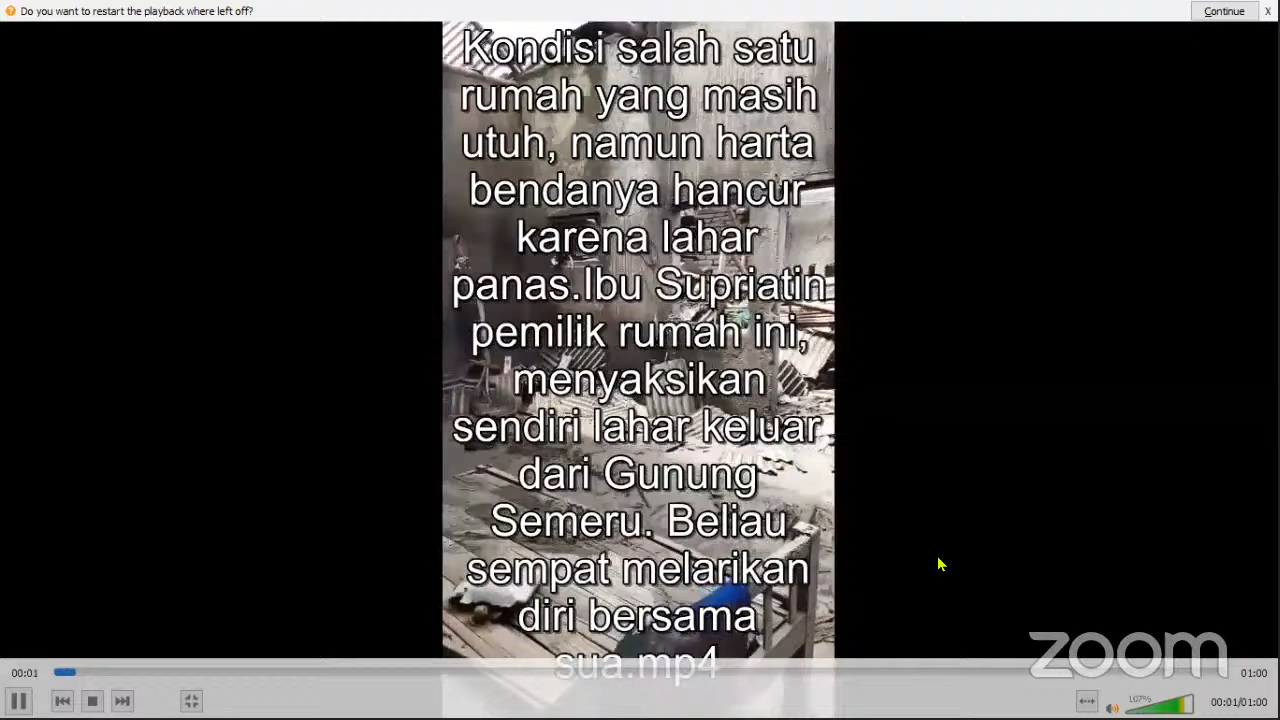 Do you want to restart the playback where left off?
Continue
X
Kondisi salah satu
rumah yang masih
utuh, namun harta
bendanya hancur
karena lahar
panas.Ibu Supriatin
pemilik rumah ini,
menyaksikan
sendiri lahar keluar
dari Gunung
Semeru. Beliau
sempat melarikan
diri bersama
sua.mp4
zoom
00:01
01:00
107%
00:01/01:00